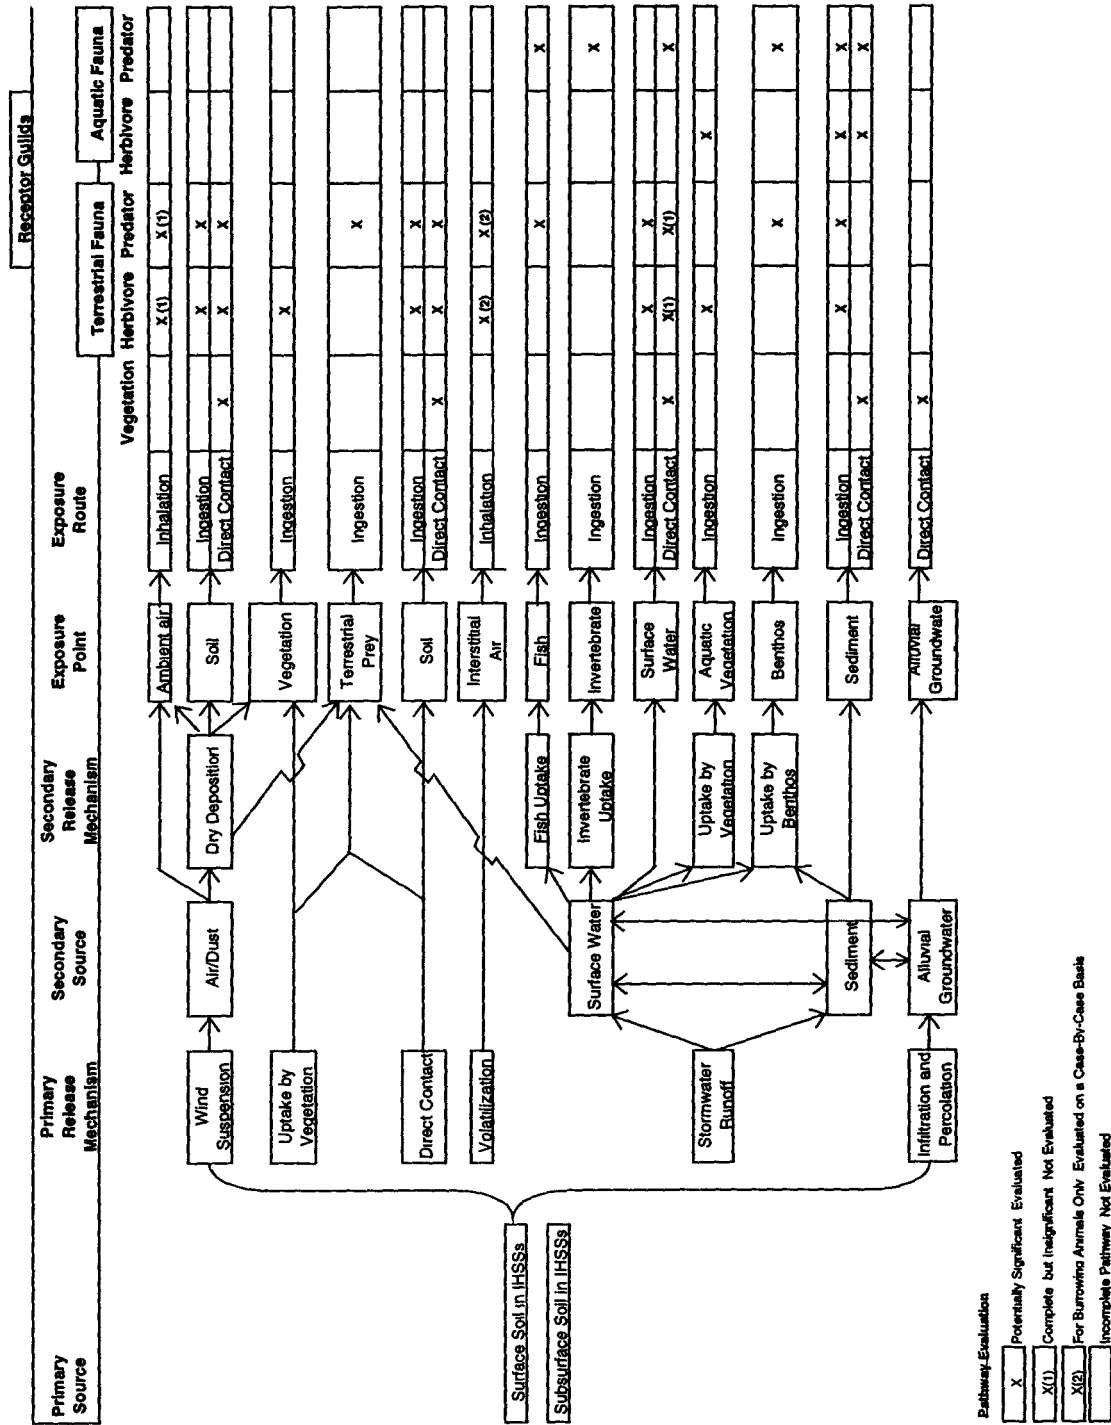 Receptor Guilds
Primary
Source
Primary
Release
Mechanism
Secondary
Source
Secondary
Release
Mechanism
Exposure
Point
Exposure
Route
Terrestrial Fauna
Aquatic Fauna
Vegetation Herbivore Predator Herbivore Predator
Surface Soil in IHSSs
Subsurface Soil in IHSSs
Wind
Suspension
Uptake by
Vegetation
Direct Contact
Volatilization
Stormwater
Runoff
Infiltration and
Percolation
Air/Dust
Surface Water
Sediment
Alluvial
Groundwater
Dry Deposition
Fish Uptake
Invertebrate
Uptake
Uptake by
Vegetation
Uptake by
Benthos
Ambient air
Inhalation
X (1)
X (1)
Soil
Ingestion
X
X
Direct Contact
X
X
X
Vegetation
Ingestion
X
Terrestrial
Prey
Ingestion
X
Soil
Ingestion
X
X
Direct Contact
X
X
X
Interstitial
Air
Inhalation
X (2)
X (2)
Fish
Ingestion
X
X
Invertebrate
Ingestion
X
Surface
Water
Ingestion
X
X
Direct Contact
X
X(1)
X(1)
X
Aquatic
Vegetation
Ingestion
X
X
Benthos
Ingestion
X
X
Sediment
Ingestion
X
X
X
X
Direct Contact
X
X
X
Alluvial
Groundwate
Direct Contact
X
Pathway Evaluation
X
Potentially Significant Evaluated
X(1)
Complete but Insignificant Not Evaluated
X(2)
For Burrowing Animals Only Evaluated on a Case-By-Case Basis
Incomplete Pathway Not Evaluated